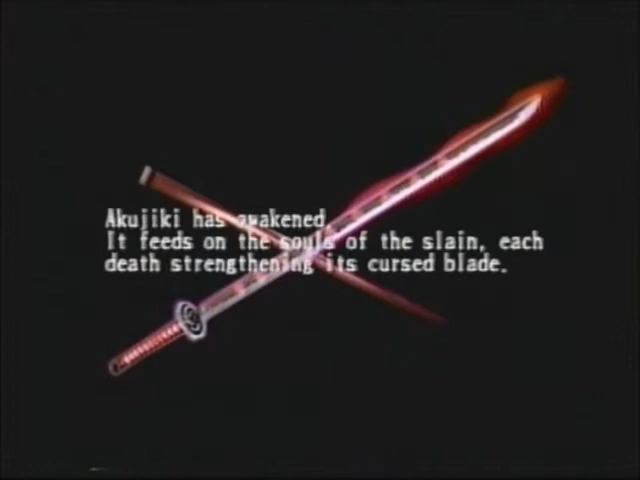 Akujiki has awakened.
It feeds on the souls of the slain, each
death strengthening its cursed blade.